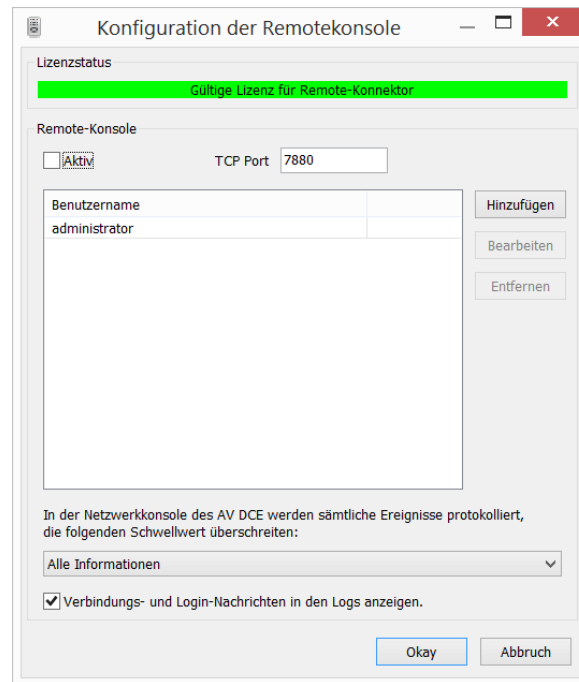 Konfiguration der Remotekonsole
Lizenzstatus
Gültige Lizenz für Remote-Konnektor
Remote-Konsole
Aktiv TCP Port 7880
Benutzername
administrator
Hinzufügen
Bearbeiten
Entfernen
In der Netzwerkkonsole des AV DCE werden sämtliche Ereignisse protokolliert,
die folgenden Schwellwert überschreiten:
Alle Informationen
Verbindungs- und Login-Nachrichten in den Logs anzeigen.
Okay Abbruch